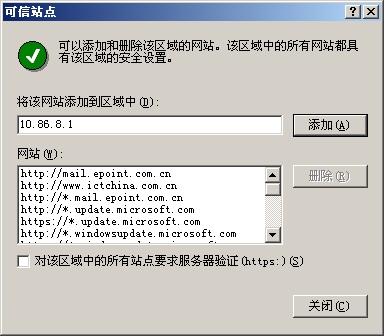 可信站点
可以添加和删除该区域的网站。该区域中的所有网站都具
有该区域的安全设置。
将该网站添加到区域中(D):
10.86.8.1
添加(A)
网站(W):
http://mail.epoint.com.cn
http://www.ictchina.com.cn
http://*.mail.epoint.com.cn
http://*.update.microsoft.com
https://*.update.microsoft.com
http://*.windowsupdate.microsoft.com
删除(R)
对该区域中的所有站点要求服务器验证(https:)(S)
关闭(C)